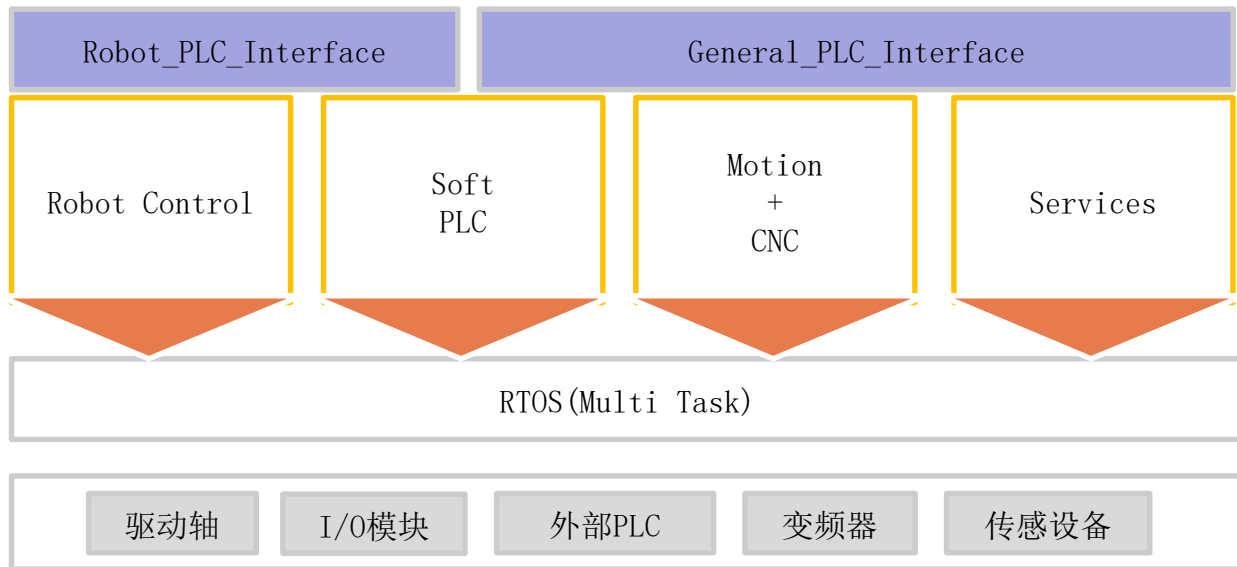 Robot_PLC_Interface
General_PLC_Interface
Robot Control
Soft
PLC
Motion
+
CNC
Services
RTOS(Multi Task)
驱动轴
I/O模块
外部PLC
变频器
传感设备